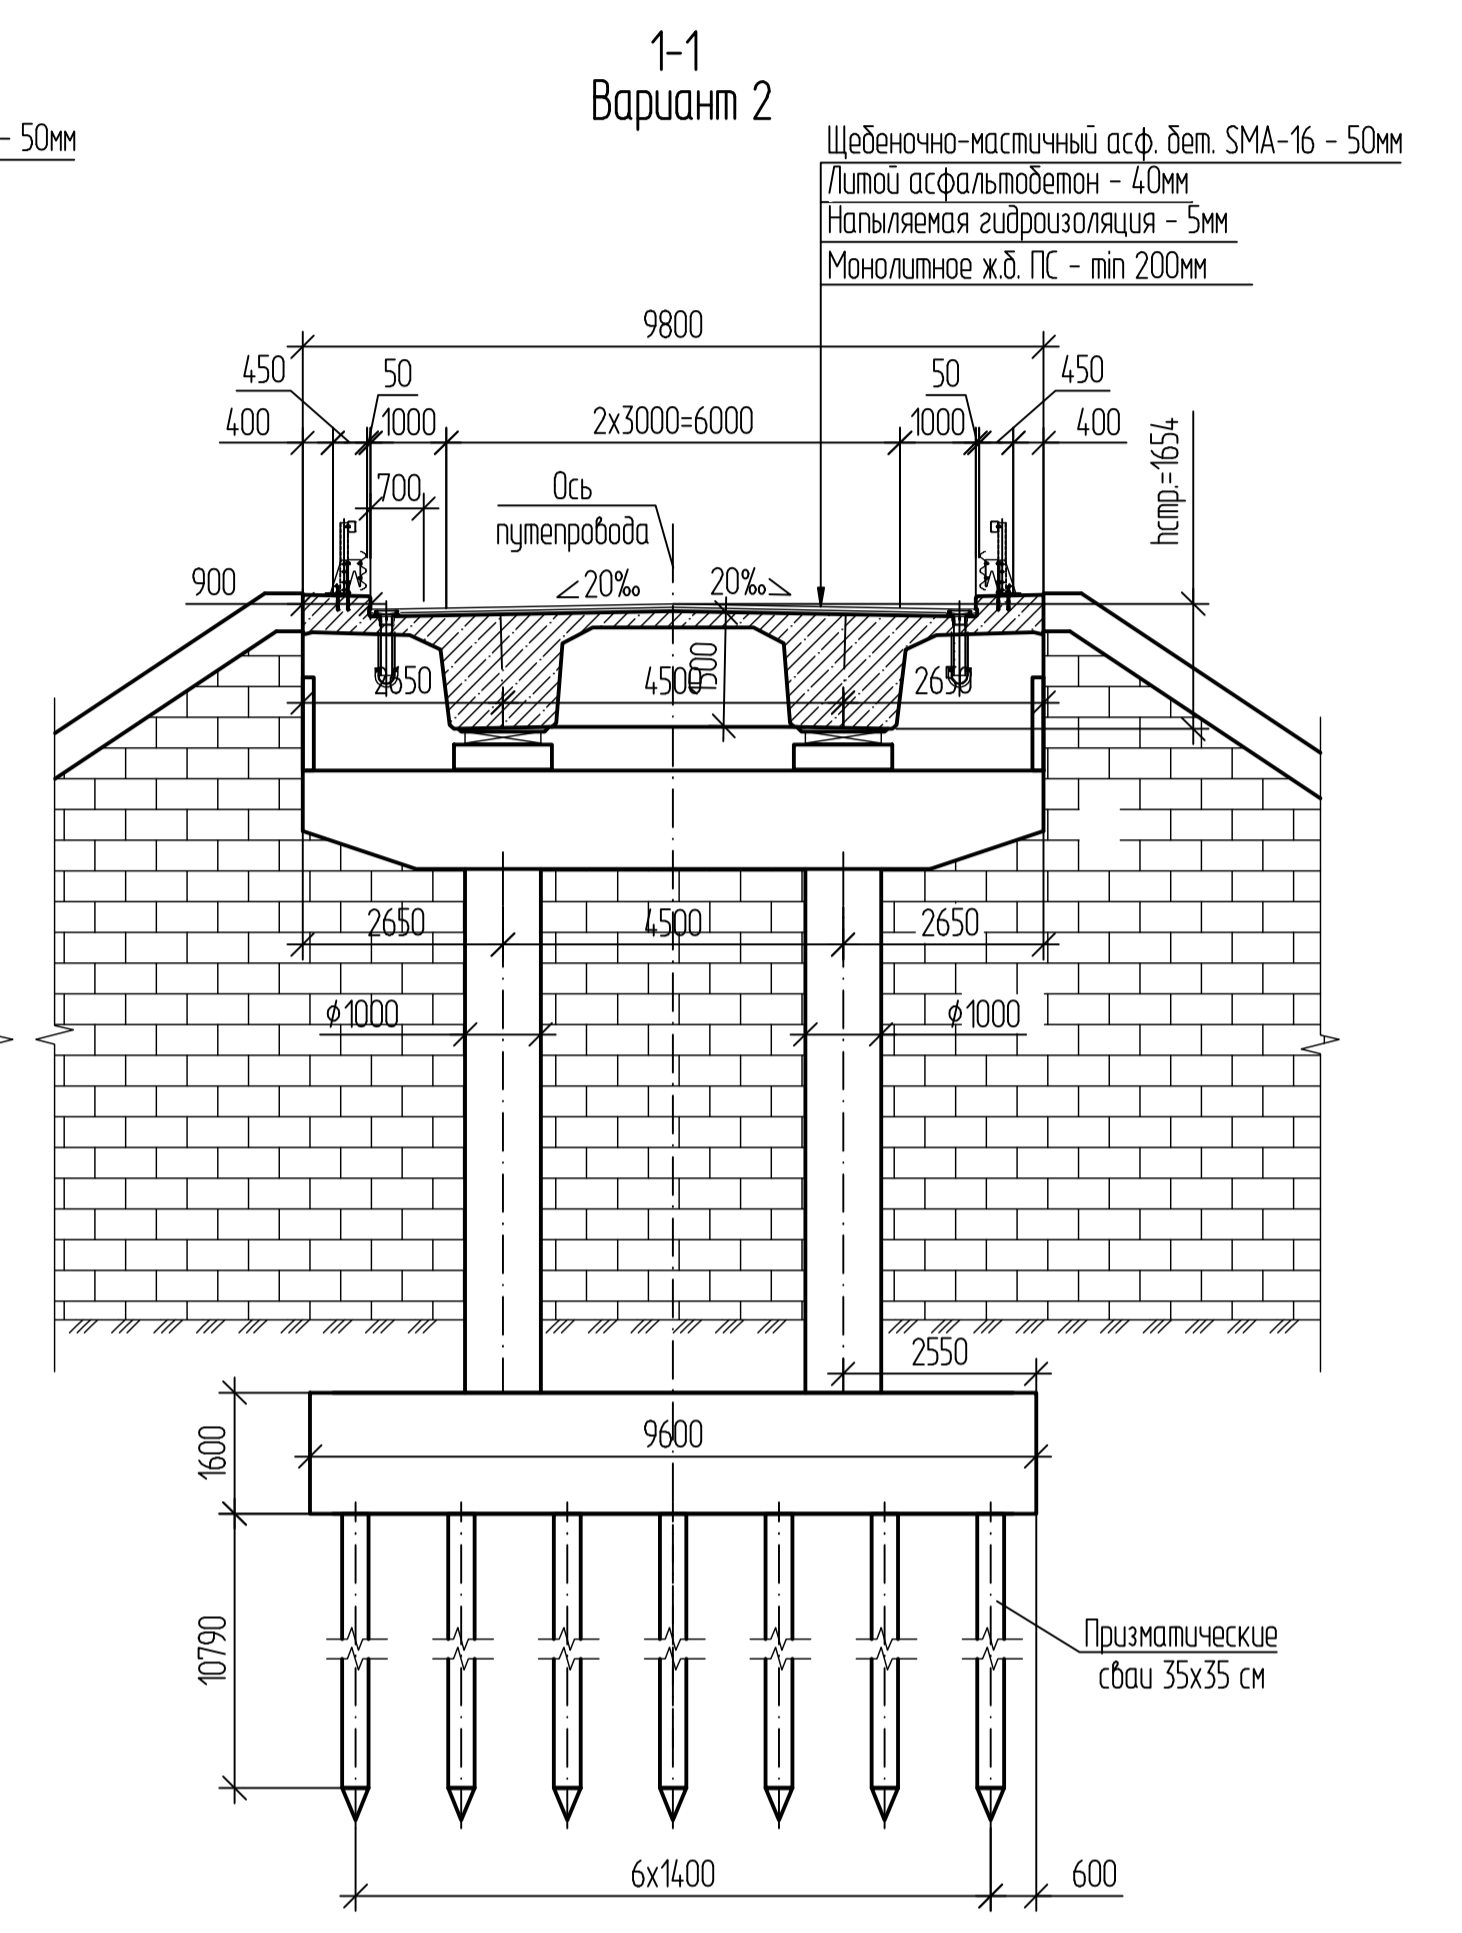 1-1
Вариант 2
- 50мм
Щебеночно-мастичный асф. бет. SMA-16 - 50мм
Литой асфальтобетон - 40мм
Напыляемая гидроизоляция - 5мм
Монолитное ж.б. ПС - min 200мм
9800
450
50
50
450
400
1000
2х3000=6000
1000
400
hстр.=1654
700
Ось
путепровода
900
20‰
20‰
2650
4500
1500
2650
2650
4500
2650
ϕ1000
ϕ1000
2550
1600
9600
10790
Призматические
сваи 35х35 см
6х1400
600